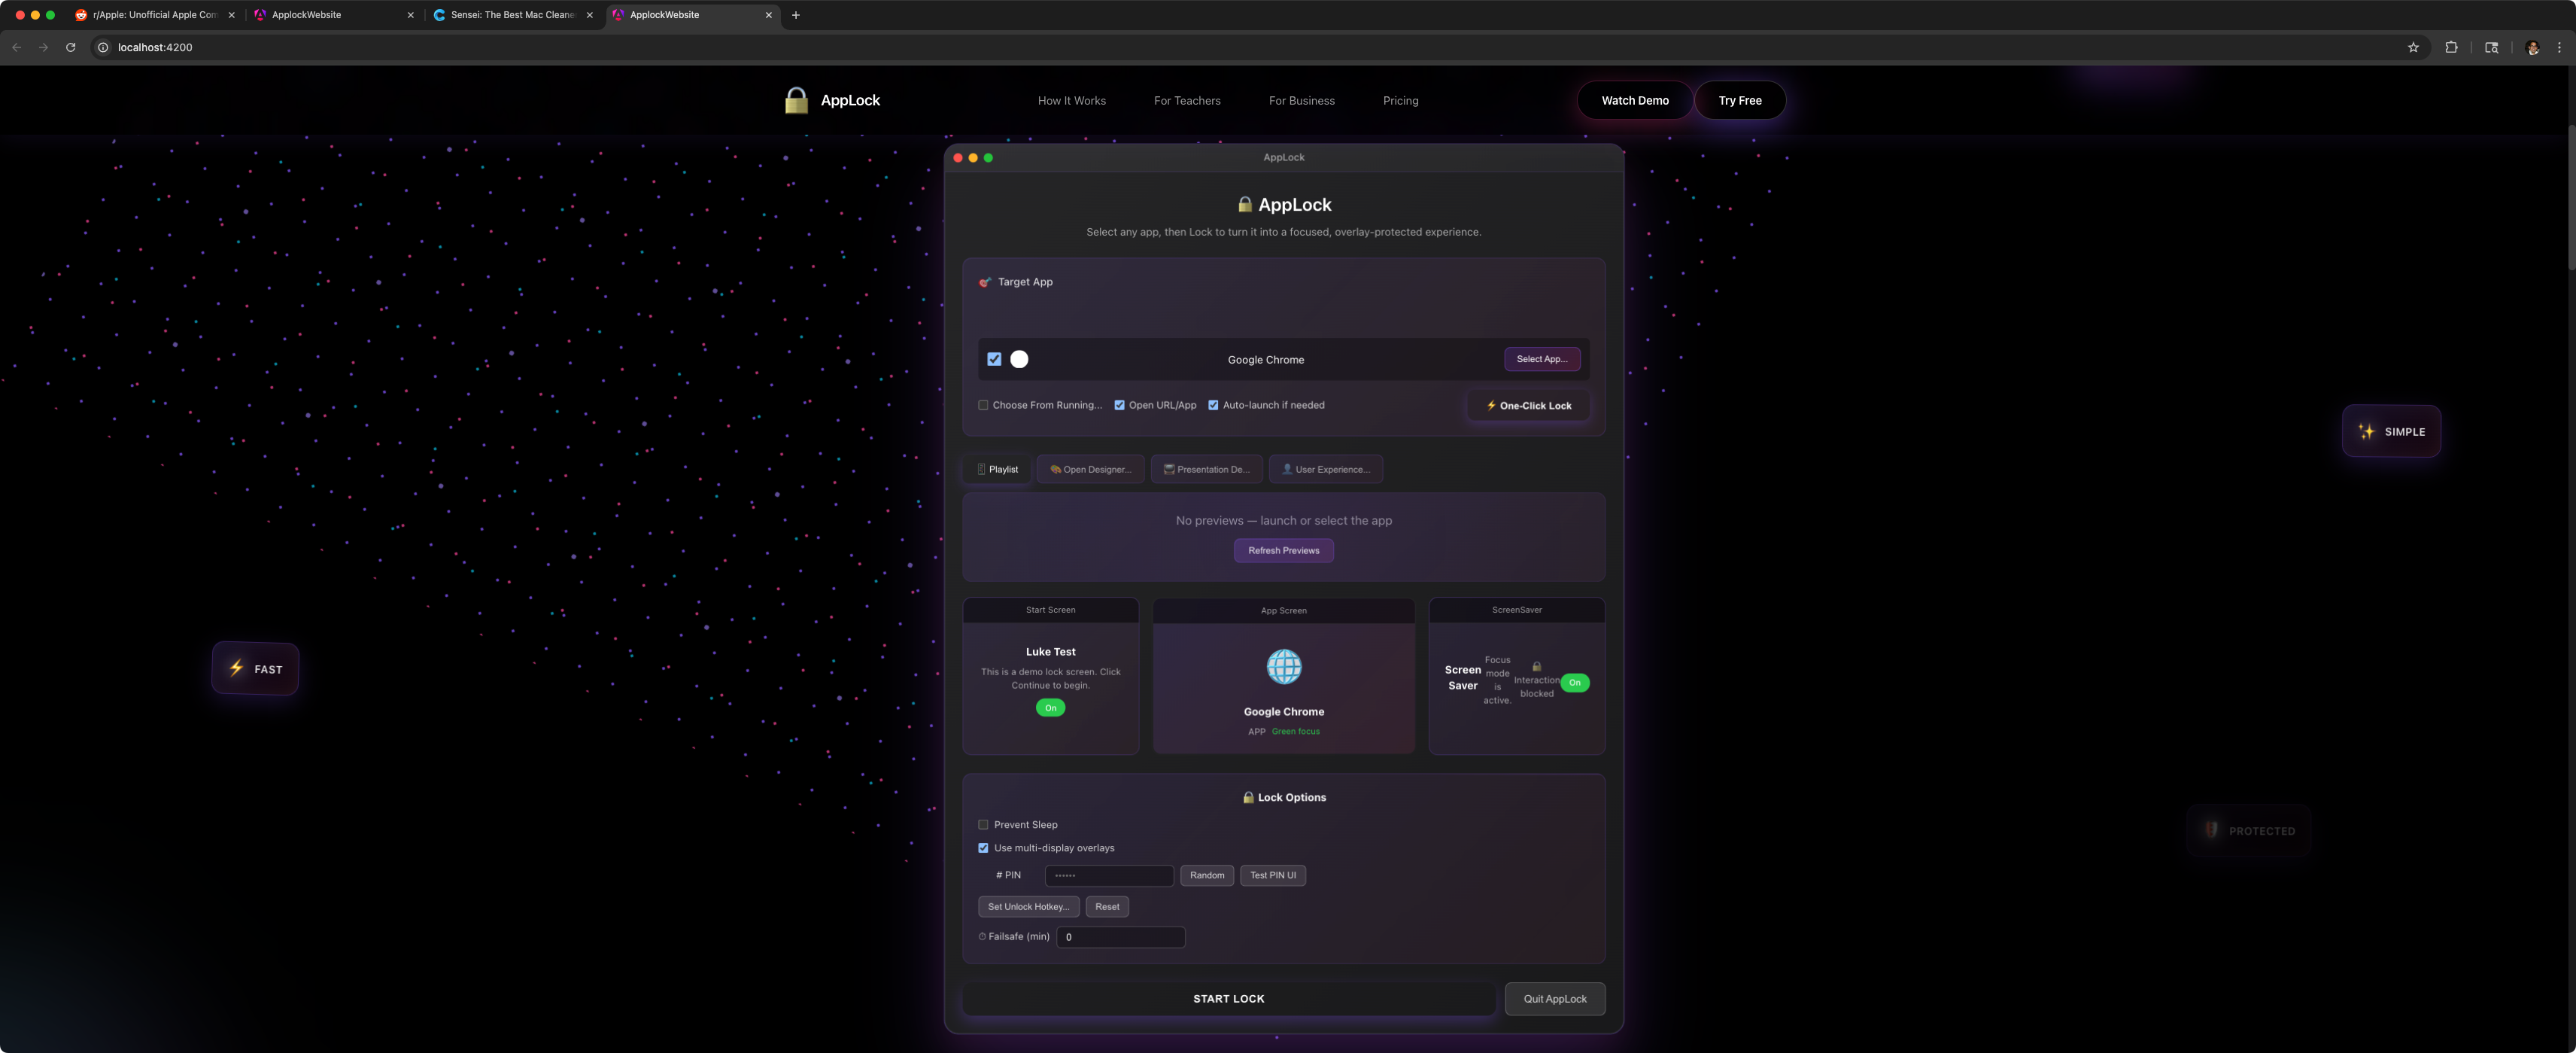 r/Apple: Unofficial Apple Com
ApplockWebsite
Sensei: The Best Mac Cleane
ApplockWebsite
localhost:4200
AppLock
How It Works
For Teachers
For Business
Pricing
Watch Demo
Try Free
AppLock
AppLock
Select any app, then Lock to turn it into a focused, overlay-protected experience.
Target App
Google Chrome
Select App...
Choose From Running...
Open URL/App
Auto-launch if needed
One-Click Lock
Playlist
Open Designer...
Presentation De...
User Experience...
No previews — launch or select the app
Refresh Previews
Start Screen
Luke Test
This is a demo lock screen. Click
Continue to begin.
On
App Screen
Google Chrome
APP Green focus
ScreenSaver
Screen
Saver
Focus
mode
is
active.
Interaction
blocked
On
SIMPLE
FAST
PROTECTED
Lock Options
Prevent Sleep
Use multi-display overlays
# PIN
Random
Test PIN UI
Set Unlock Hotkey...
Reset
Failsafe (min)
0
START LOCK
Quit AppLock